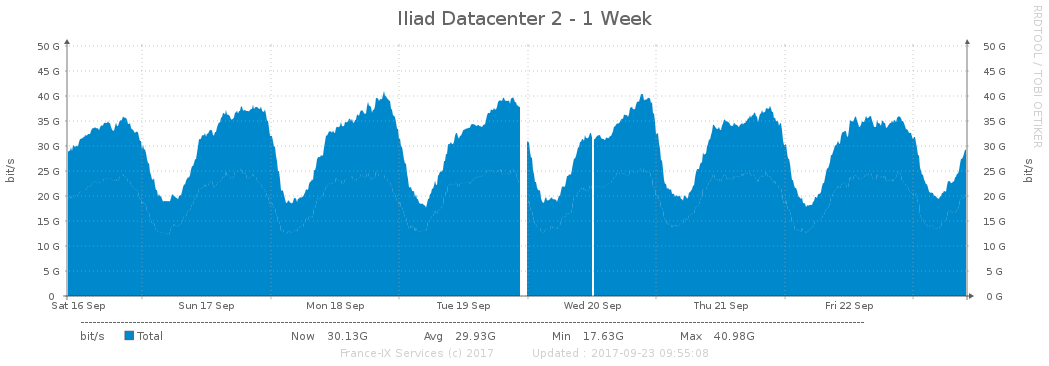 Iliad Datacenter 2 - 1 Week
RRDTOOL / TOBI OETIKER
bit/s
50 G
45 G
40 G
35 G
30 G
25 G
20 G
15 G
10 G
5 G
0
50 G
45 G
40 G
35 G
30 G
25 G
20 G
15 G
10 G
5 G
0 G
bit/s
Sat 16 Sep Sun 17 Sep Mon 18 Sep Tue 19 Sep Wed 20 Sep Thu 21 Sep Fri 22 Sep
bit/s Total Now 30.13G Avg 29.93G Min 17.63G Max 40.98G
France-IX Services (c) 2017 Updated : 2017-09-23 09:55:08